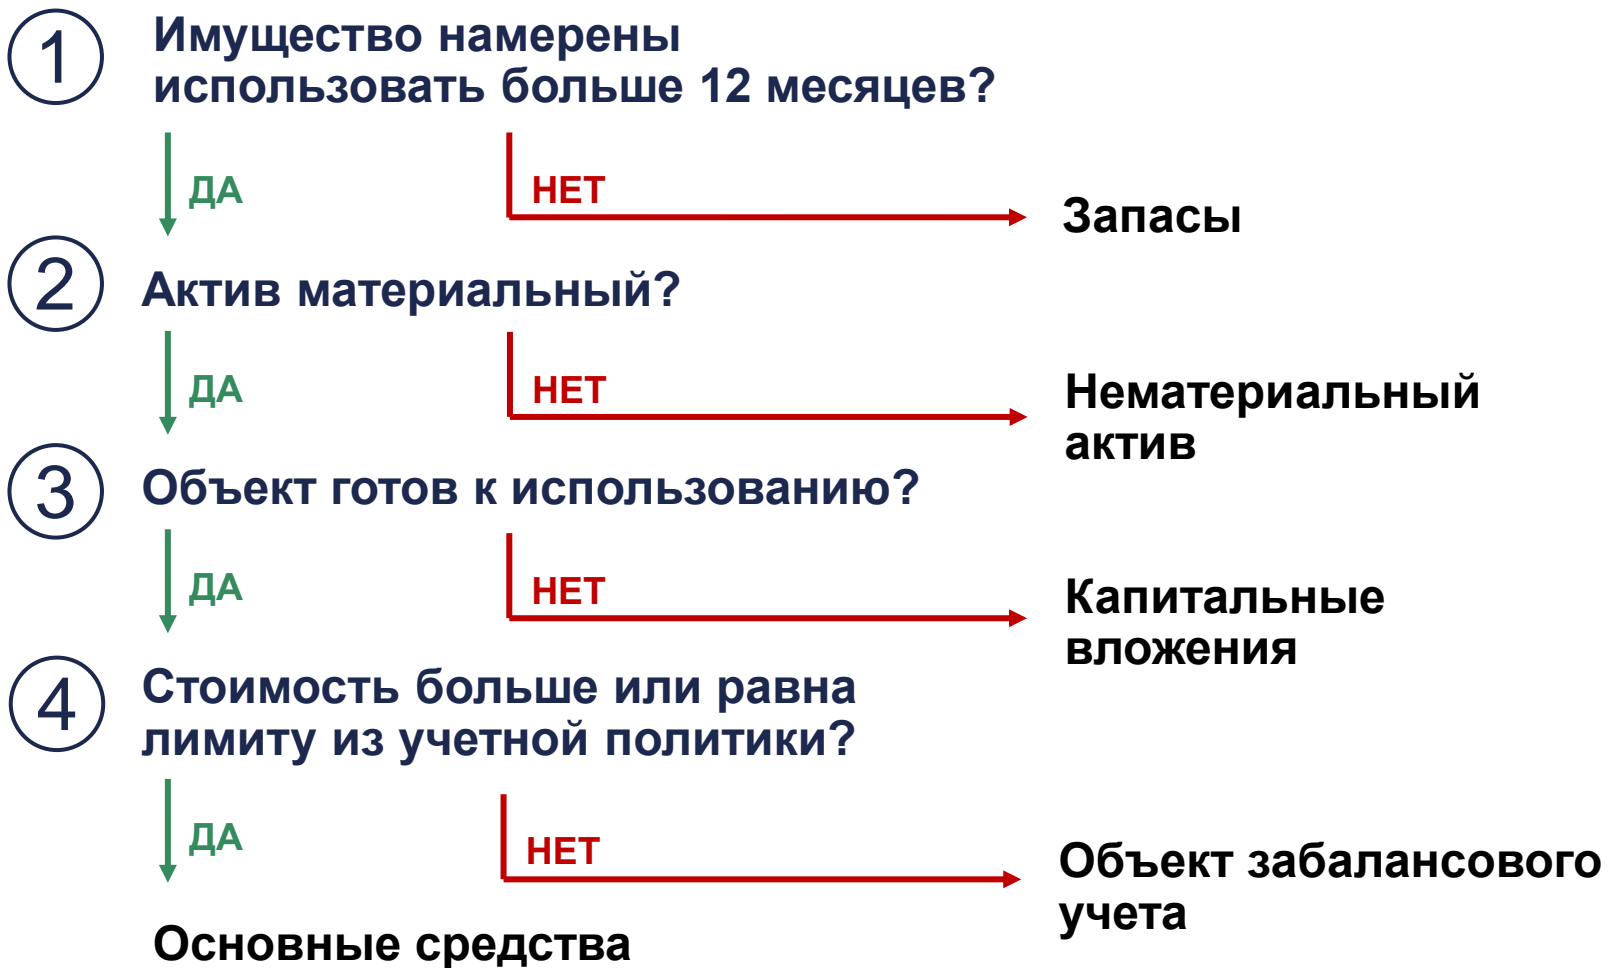 1
Имущество намерены
использовать больше 12 месяцев?
ДА
НЕТ
Запасы
2
Актив материальный?
ДА
НЕТ
Нематериальный
актив
3
Объект готов к использованию?
ДА
НЕТ
Капитальные
вложения
4
Стоимость больше или равна
лимиту из учетной политики?
ДА
НЕТ
Объект забалансового
учета
Основные средства